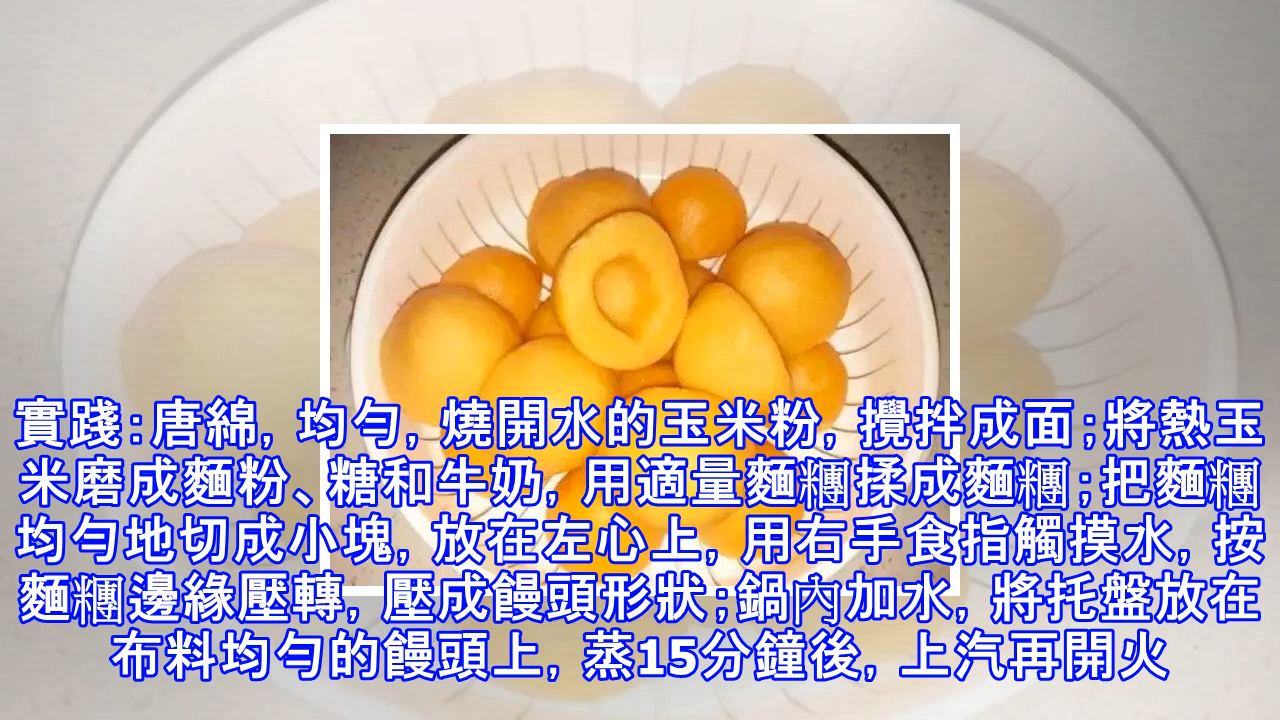 實踐:唐綿, 均勻, 燒開水的玉米粉, 攪拌成面;將熱玉
米磨成麵粉、糖和牛奶, 用適量麵糰揉成麵糰;把麵糰
均勻地切成小塊, 放在左心上, 用右手食指觸摸水, 按
麵糰邊緣壓轉, 壓成饅頭形狀;鍋內加水, 將托盤放在
布料均勻的饅頭上, 蒸15分鐘後, 上汽再開火